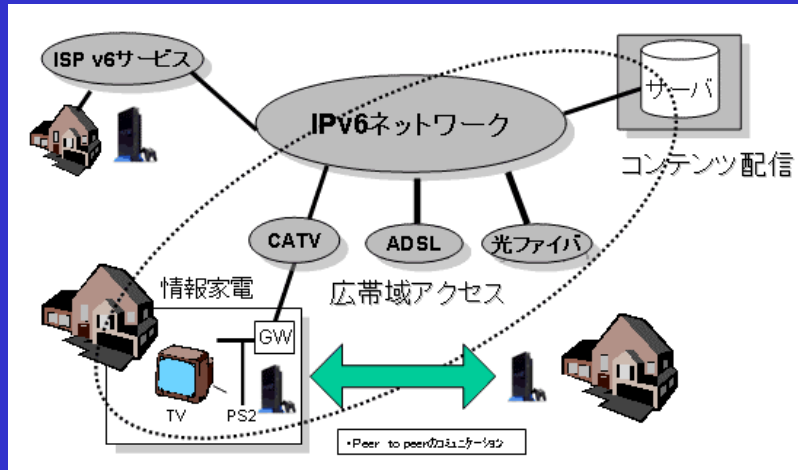 ISP v6サービス
サーバ
IPv6ネットワーク
コンテンツ配信
CATV
ADSL
光ファイバ
情報家電
広帯域アクセス
GW
TV
PS2
・Peer to peerのコミュニケーション